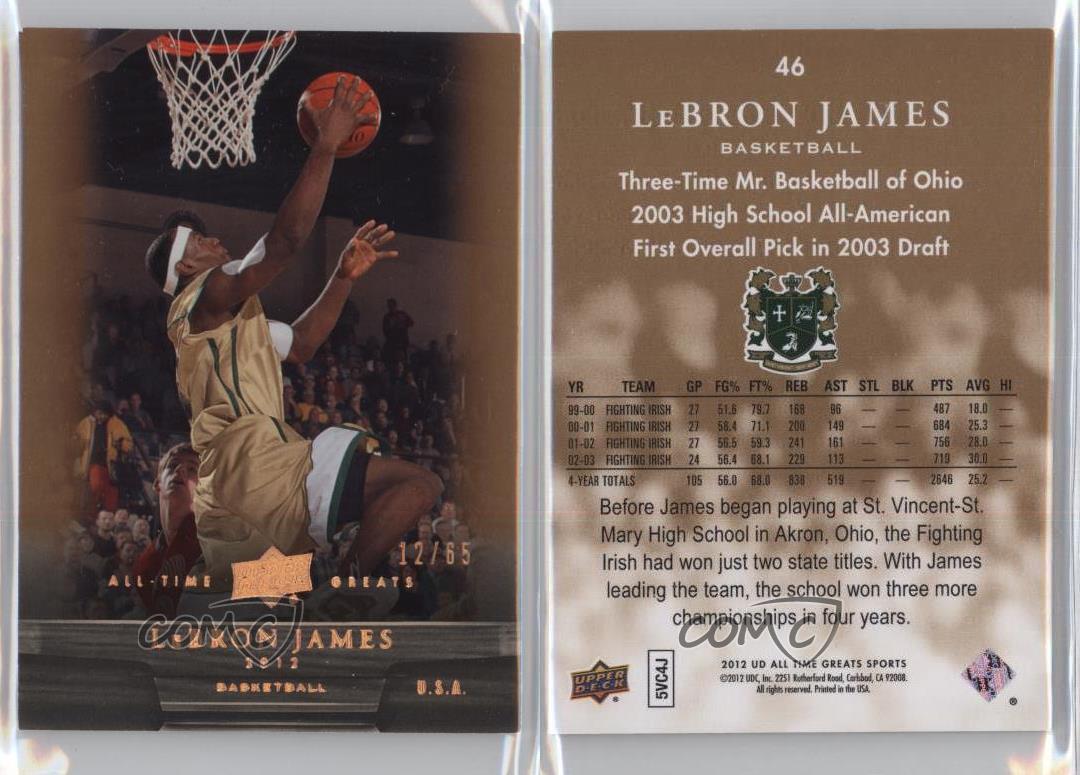 12/65
ALL-TIME GREATS
UPPER DECK
LeBRON JAMES
2012
BASKETBALL U.S.A.
COMC
46
LeBRON JAMES
BASKETBALL
Three-Time Mr. Basketball of Ohio
2003 High School All-American
First Overall Pick in 2003 Draft
YR TEAM GP FG% FT% REB AST STL BLK PTS AVG HI
99-00 FIGHTING IRISH 27 51.6 79.7 168 96 — — 487 18.0 —
00-01 FIGHTING IRISH 27 58.4 71.1 200 149 — — 684 25.3 —
01-02 FIGHTING IRISH 27 56.5 59.3 241 161 — — 756 28.0 —
02-03 FIGHTING IRISH 24 56.4 68.1 229 113 — — 719 30.0 —
4-YEAR TOTALS 105 56.0 68.0 838 519 — — 2646 25.2 —
Before James began playing at St. Vincent-St.
Mary High School in Akron, Ohio, the Fighting
Irish had won just two state titles. With James
leading the team, the school won three more
championships in four years.
COMC
UPPER DECK
5VC4J
2012 UD ALL TIME GREATS SPORTS
©2012 UDC, Inc. 2251 Rutherford Road, Carlsbad, CA 92008.
All rights reserved. Printed in the USA.
®